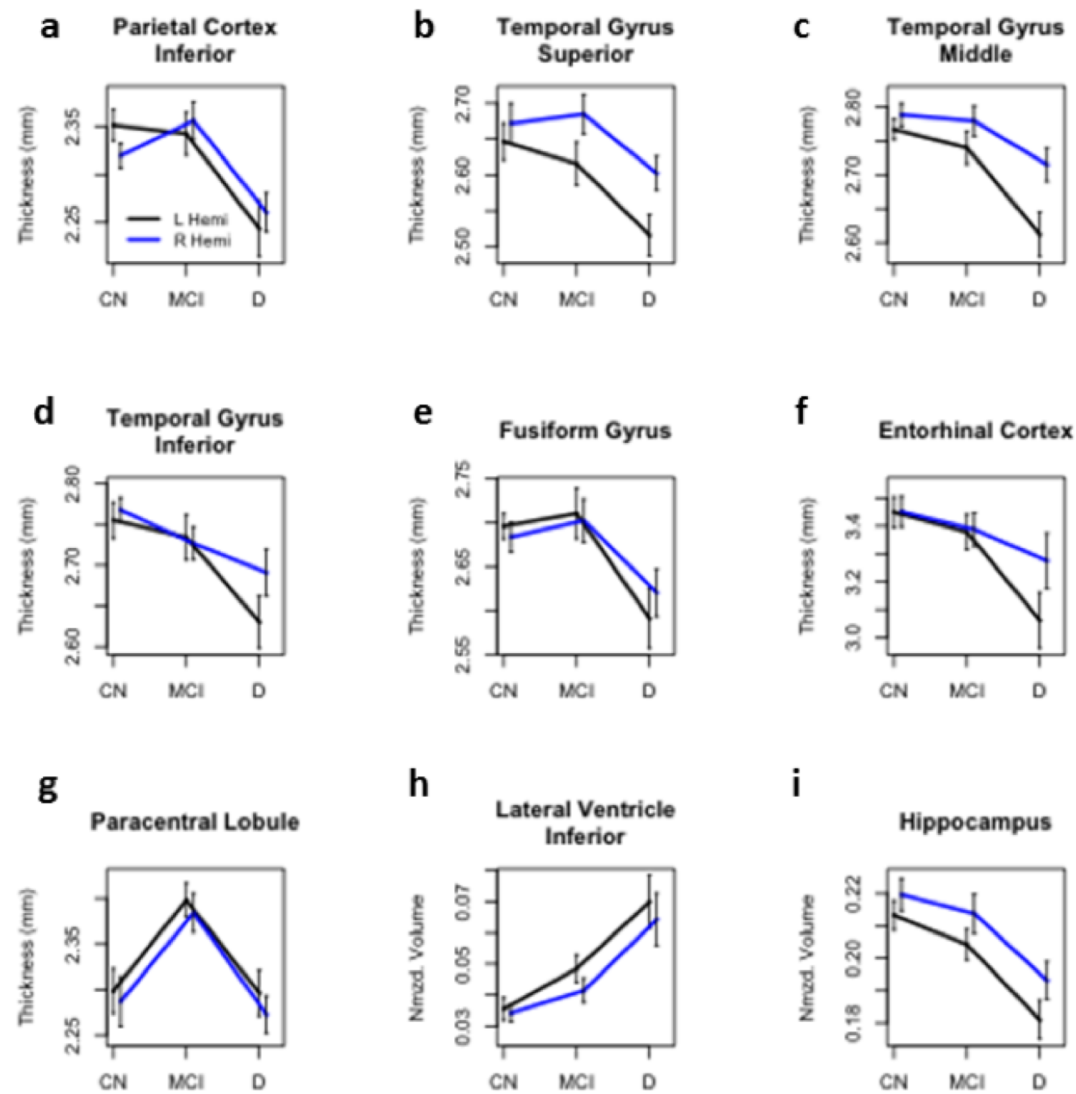 a Parietal Cortex
Inferior
Thickness (mm)
2.35
2.25
L Hemi
R Hemi
CN MCI D
b Temporal Gyrus
Superior
Thickness (mm)
2.70
2.60
2.50
CN MCI D
c Temporal Gyrus
Middle
Thickness (mm)
2.80
2.70
2.60
CN MCI D
d Temporal Gyrus
Inferior
Thickness (mm)
2.80
2.70
2.60
CN MCI D
e Fusiform Gyrus
Thickness (mm)
2.75
2.65
2.55
CN MCI D
f Entorhinal Cortex
Thickness (mm)
3.4
3.2
3.0
CN MCI D
g Paracentral Lobule
Thickness (mm)
2.35
2.25
CN MCI D
h Lateral Ventricle
Inferior
Nmzd. Volume
0.07
0.05
0.03
CN MCI D
i Hippocampus
Nmzd. Volume
0.22
0.20
0.18
CN MCI D